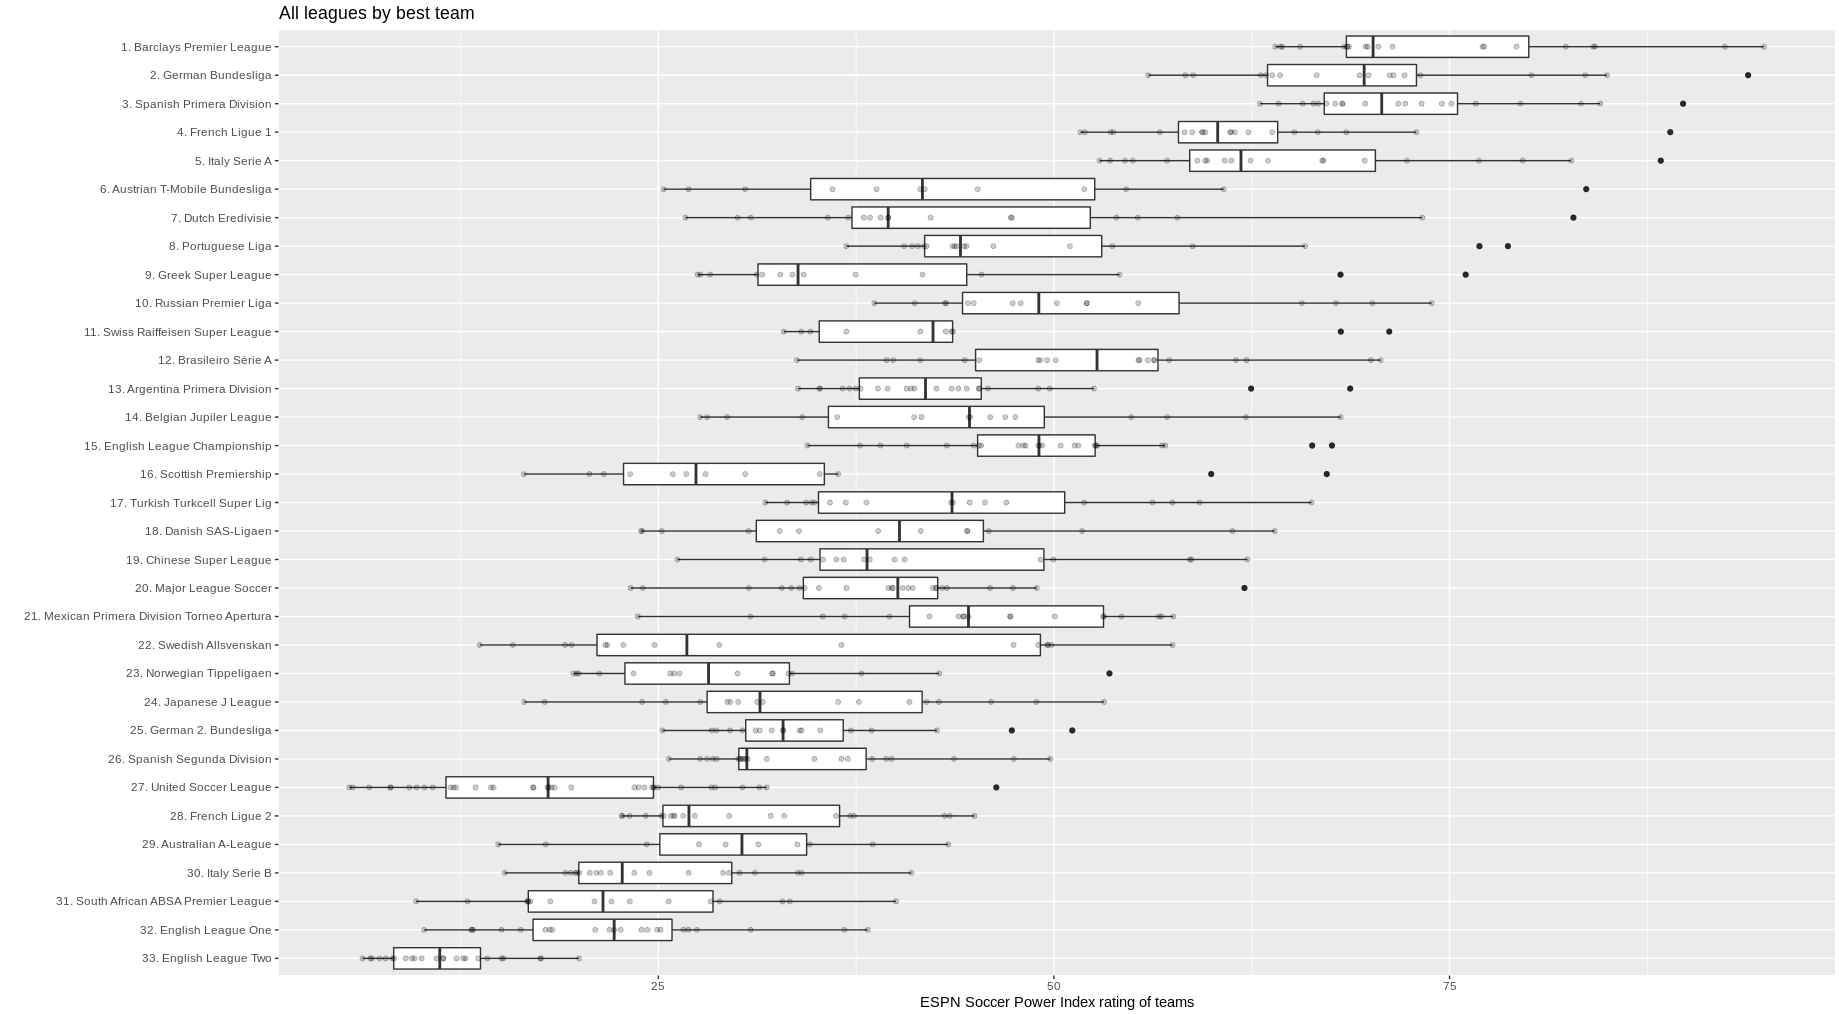 All leagues by best team
1. Barclays Premier League
2. German Bundesliga
3. Spanish Primera Division
4. French Ligue 1
5. Italy Serie A
6. Austrian T-Mobile Bundesliga
7. Dutch Eredivisie
8. Portuguese Liga
9. Greek Super League
10. Russian Premier Liga
11. Swiss Raiffeisen Super League
12. Brasileiro Série A
13. Argentina Primera Division
14. Belgian Jupiler League
15. English League Championship
16. Scottish Premiership
17. Turkish Turkcell Super Lig
18. Danish SAS-Ligaen
19. Chinese Super League
20. Major League Soccer
21. Mexican Primera Division Torneo Apertura
22. Swedish Allsvenskan
23. Norwegian Tippeligaen
24. Japanese J League
25. German 2. Bundesliga
26. Spanish Segunda Division
27. United Soccer League
28. French Ligue 2
29. Australian A-League
30. Italy Serie B
31. South African ABSA Premier League
32. English League One
33. English League Two
25 50 75
ESPN Soccer Power Index rating of teams